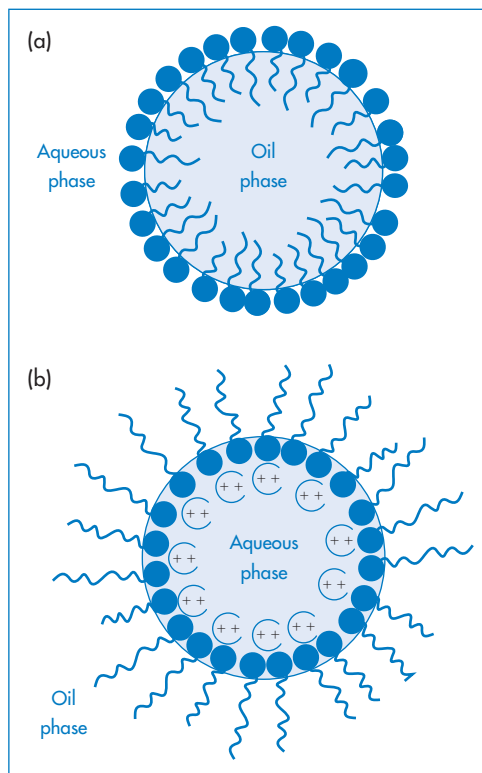 (a)
Aqueous
phase
Oil
phase
(b)
+ +
+ +
+ +
+ +
+ +
+ +
Aqueous
phase
+ +
+ +
+ +
+ +
+ +
Oil
phase